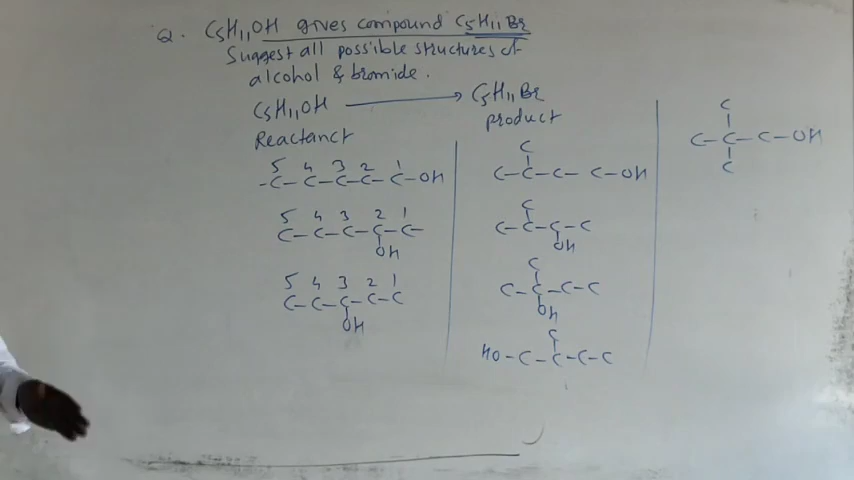 Q. C5H11OH gives compound C5H11Br
Suggest all possible structures of
alcohol & bromide.
C5H11OH ⟶ C5H11Br
Reactanct product
5 4 3 2 1
-C-C-C-C-C-OH
5 4 3 2 1
C-C-C-C-C-
OH
5 4 3 2 1
C-C-C-C-C
OH
C
C-C-C- C-OH
C
C-C-C-C
OH
C
C-C-C-C
OH
C
HO-C-C-C-C
C
C-C-C-OH
C